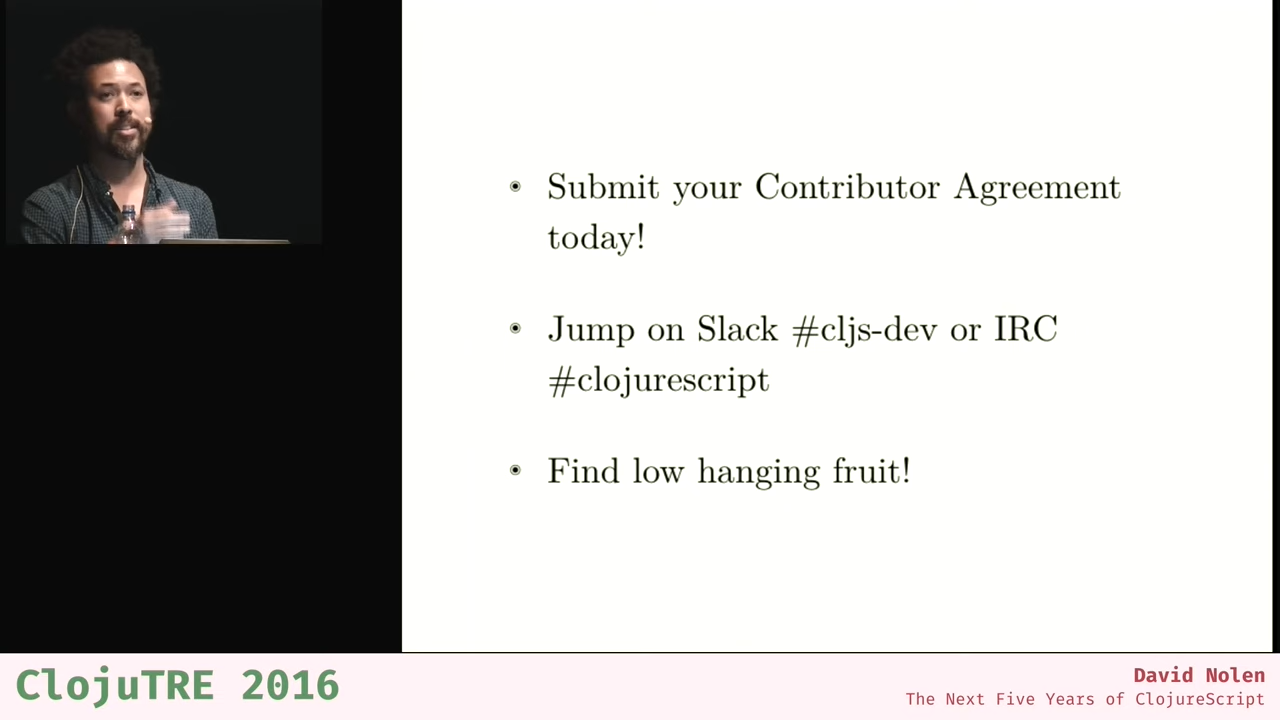 Submit your Contributor Agreement
today!
Jump on Slack #cljs-dev or IRC
#clojurescript
Find low hanging fruit!
ClojuTRE 2016
David Nolen
The Next Five Years of ClojureScript